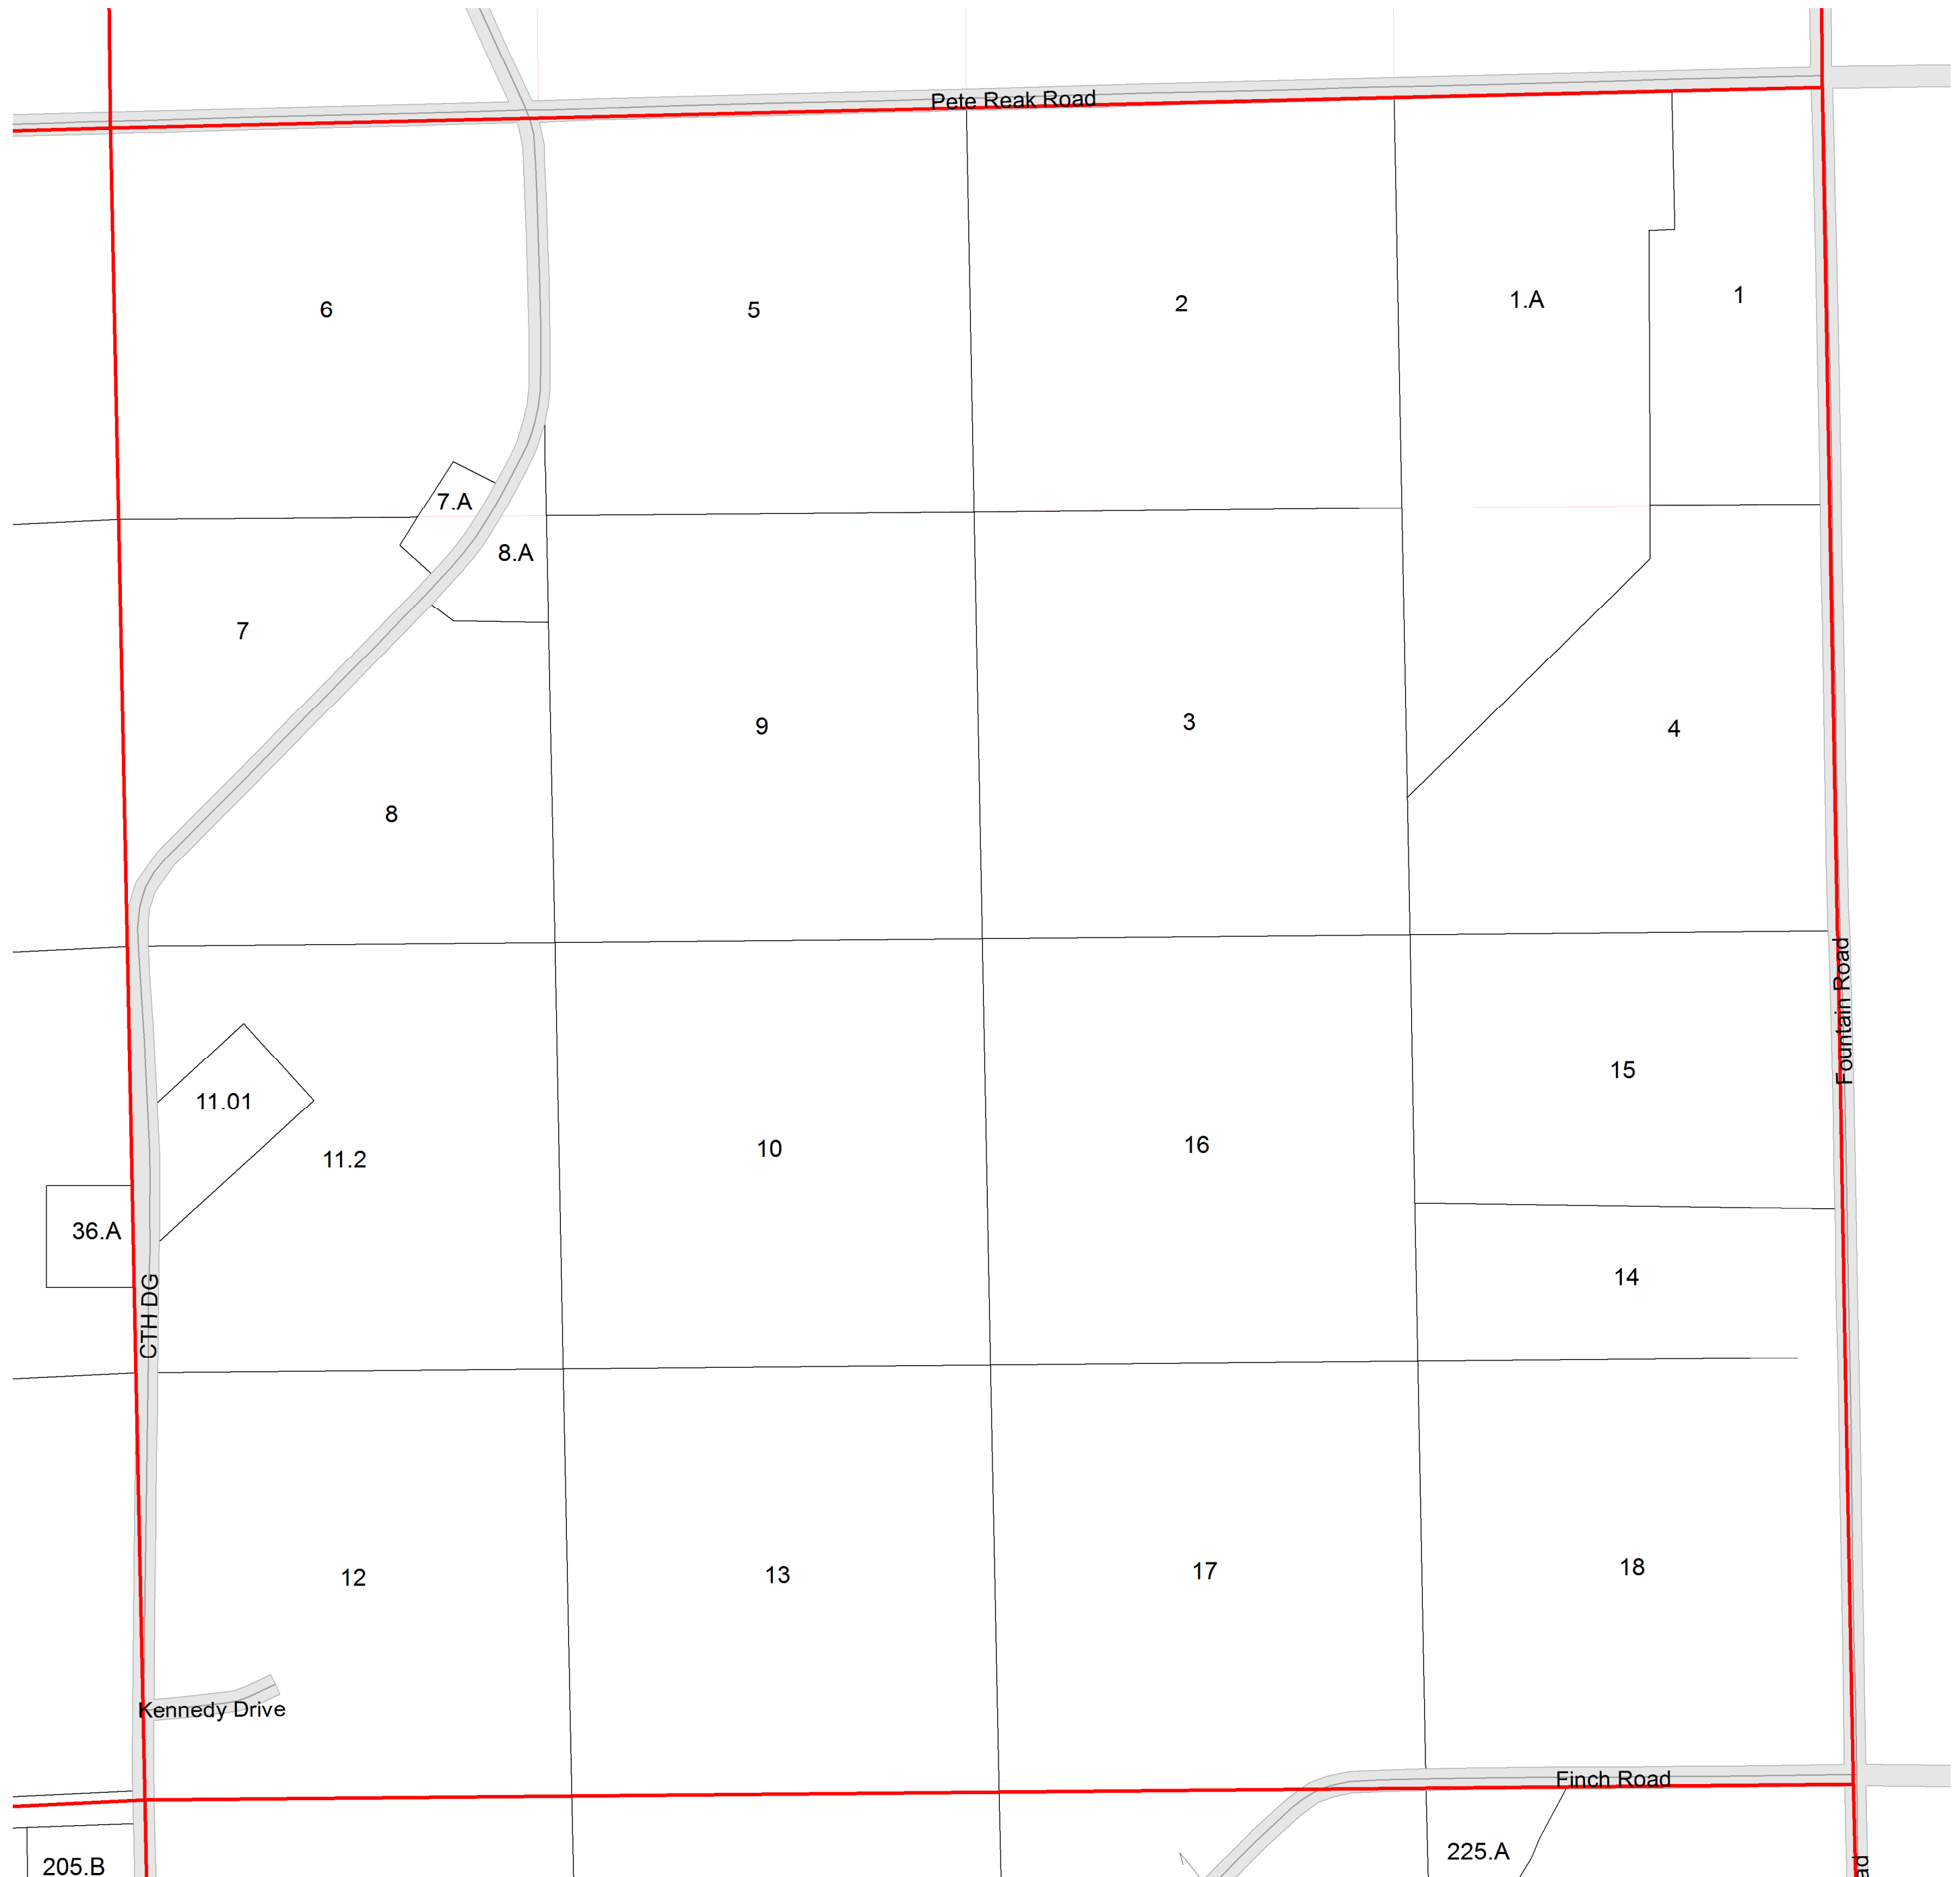 Pete Reak Road
6
5
2
1.A
1
7.A
8.A
7
9
3
4
8
Fountain Road
11.01
11.2
10
16
15
36.A
14
CTH DG
12
13
17
18
Kennedy Drive
Finch Road
225.A
205.B
ad